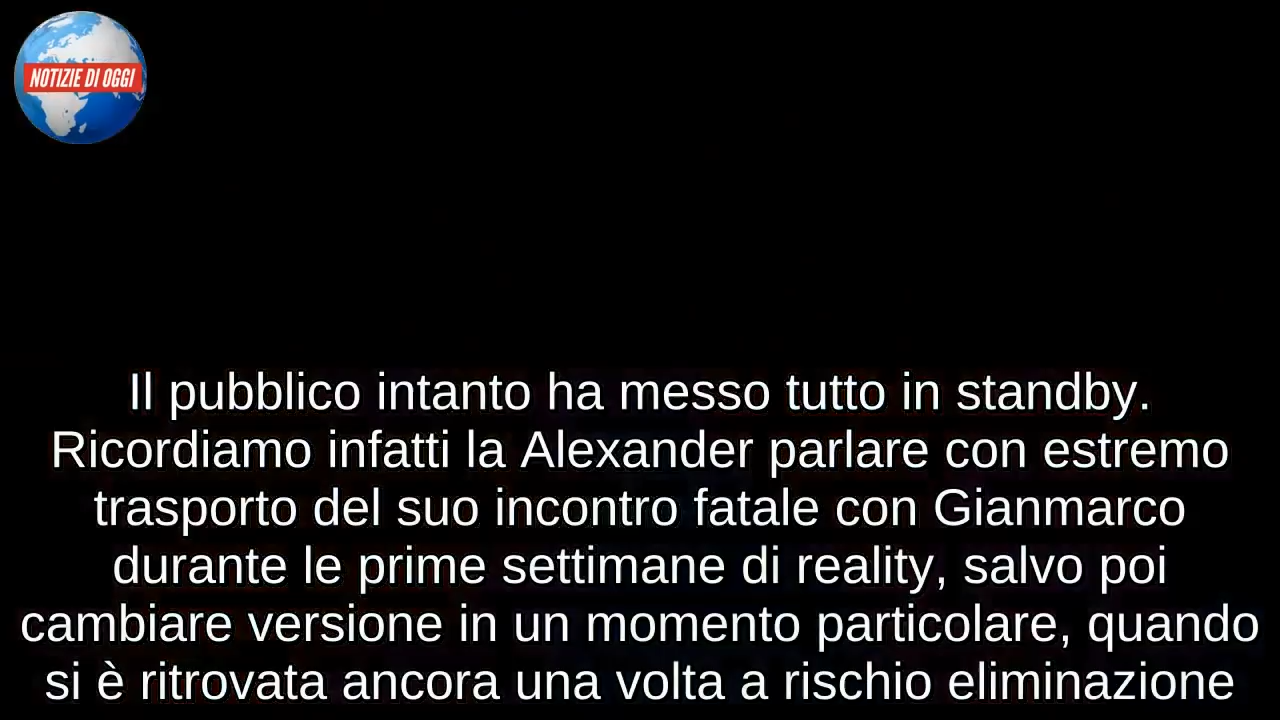 NOTIZIE DI OGGI
Il pubblico intanto ha messo tutto in standby.
Ricordiamo infatti la Alexander parlare con estremo
trasporto del suo incontro fatale con Gianmarco
durante le prime settimane di reality, salvo poi
cambiare versione in un momento particolare, quando
si è ritrovata ancora una volta a rischio eliminazione